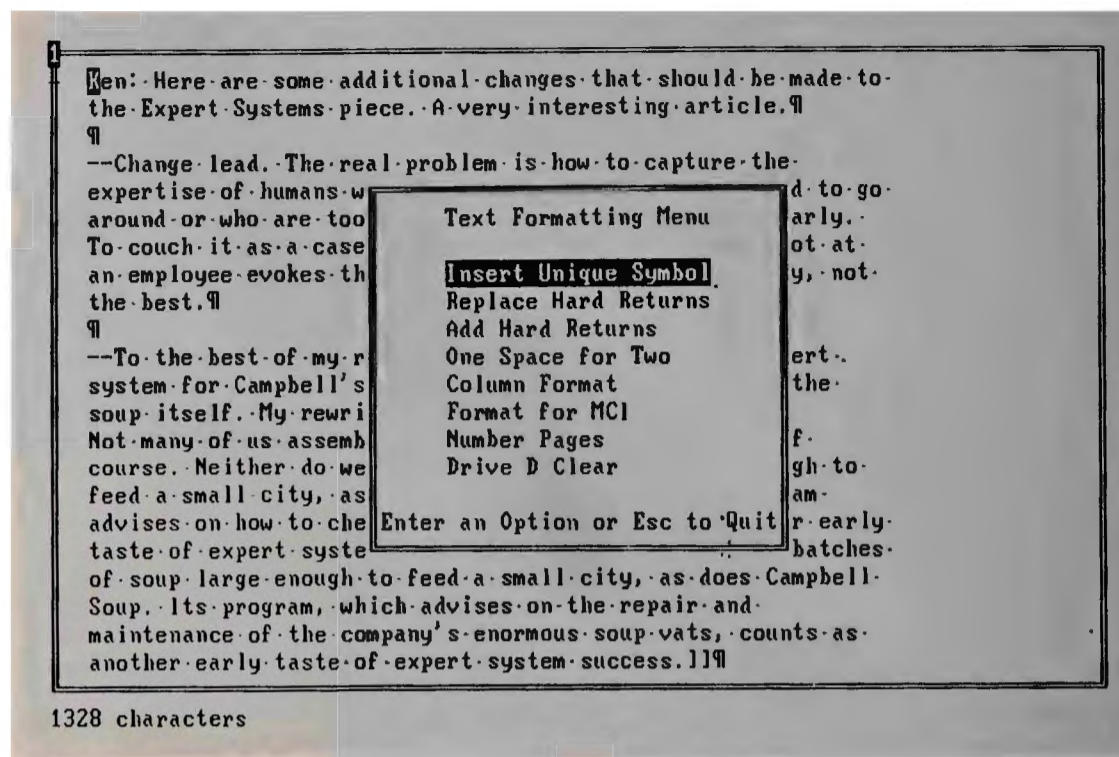 1
Ken: Here are some additional changes that should be made to
the Expert Systems piece. A very interesting article.¶
¶
--Change lead. The real problem is how to capture the
expertise of humans w d to go
around or who are too Text Formatting Menu arly.
To couch it as a case ot at
an employee evokes th Insert Unique Symbol y, not
the best.¶ Replace Hard Returns
¶ Add Hard Returns
--To the best of my r One Space for Two ert
system for Campbell's Column Format the
soup itself. My rewri Format for MCI
Not many of us assemb Number Pages f
course. Neither do we Drive D Clear gh to
feed a small city, as am
advises on how to che Enter an Option or Esc to Quit r early
taste of expert syste batches
of soup large enough to feed a small city, as does Campbell
Soup. Its program, which advises on the repair and
maintenance of the company's enormous soup vats, counts as
another early taste of expert system success.]]¶
1328 characters